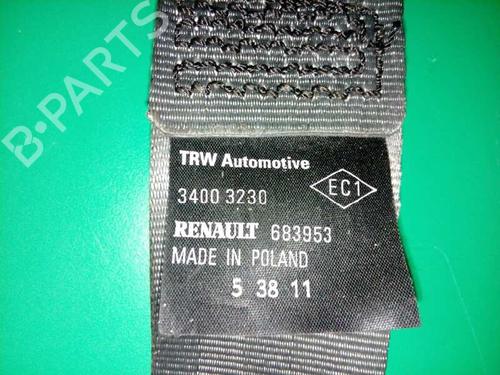 B-PARTS
TRW Automotive
3400 3230
EC1
RENAULT 683953
MADE IN POLAND
5 38 11